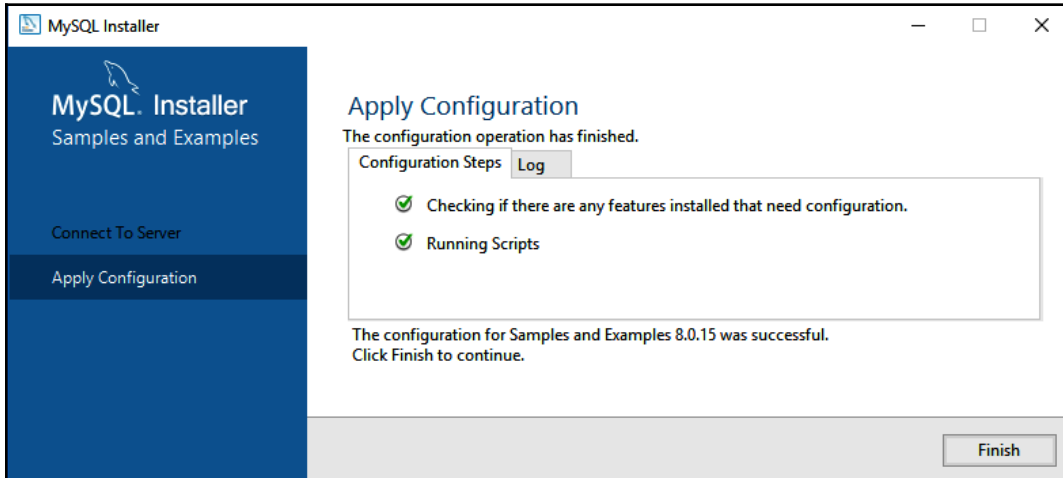 MySQL Installer
MySQL. Installer
Samples and Examples
Connect To Server
Apply Configuration
Apply Configuration
The configuration operation has finished.
Configuration Steps Log
Checking if there are any features installed that need configuration.
Running Scripts
The configuration for Samples and Examples 8.0.15 was successful.
Click Finish to continue.
Finish